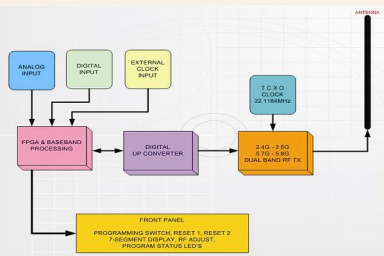 ANTENNA
ANALOG
INPUT
DIGITAL
INPUT
EXTERNAL
CLOCK
INPUT
T C X O
CLOCK
22.1184MHz
FPGA & BASEBAND
PROCESSING
DIGITAL
UP CONVERTER
2.4G - 2.5G
5.7G - 5.8G
DUAL BAND RF TX
FRONT PANEL
PROGRAMMING SWITCH, RESET 1, RESET 2
7-SEGMENT DISPLAY, RF ADJUST,
PROGRAM STATUS LED'S